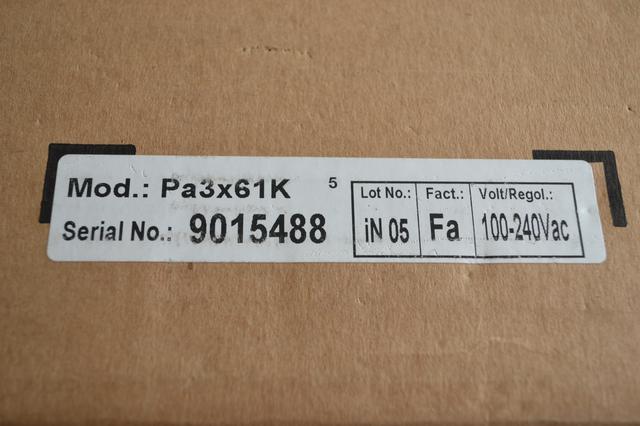 Mod.: Pa3x61K 5
Serial No.: 9015488
Lot No.: Fact.: Volt/Regol.:
iN 05 Fa 100-240Vac